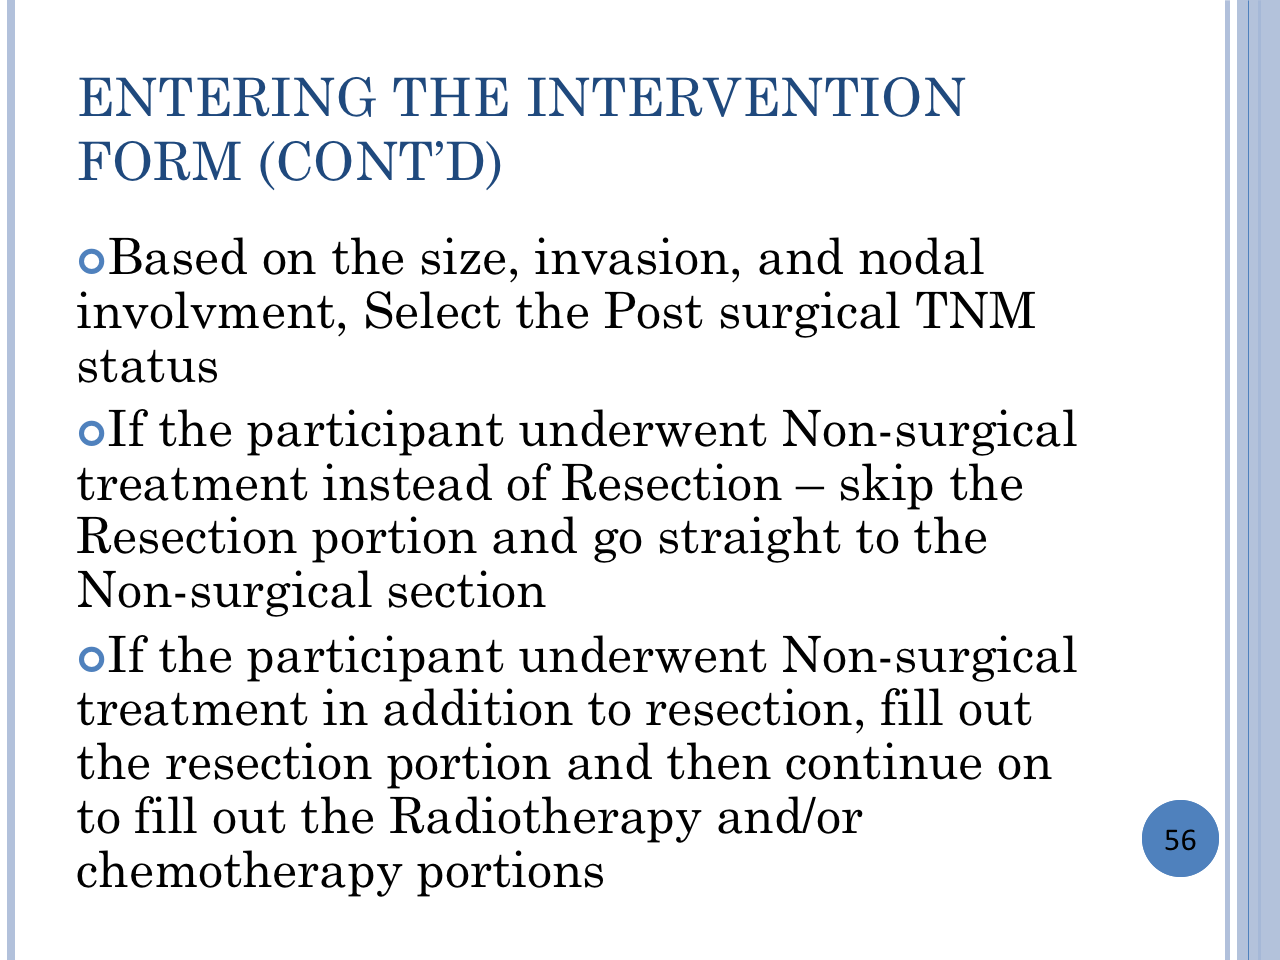 ENTERING THE INTERVENTION
FORM (CONT’D)
Based on the size, invasion, and nodal
involvment, Select the Post surgical TNM
status
If the participant underwent Non-surgical
treatment instead of Resection – skip the
Resection portion and go straight to the
Non-surgical section
If the participant underwent Non-surgical
treatment in addition to resection, fill out
the resection portion and then continue on
to fill out the Radiotherapy and/or
chemotherapy portions
56